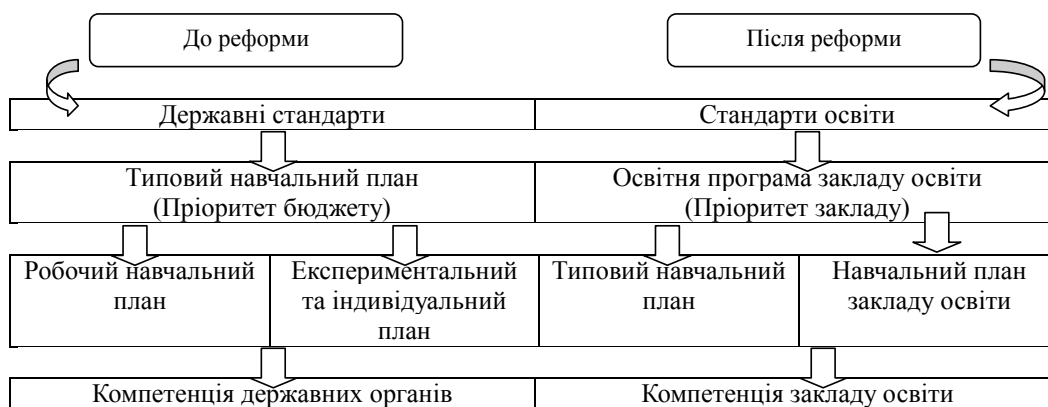 До реформи
Після реформи
Державні стандарти
Стандарти освіти
Типовий навчальний план
(Пріоритет бюджету)
Освітня програма закладу освіти
(Пріоритет закладу)
Робочий навчальний
план
Експериментальний
та індивідуальний
план
Типовий навчальний
план
Навчальний план
закладу освіти
Компетенція державних органів
Компетенція закладу освіти